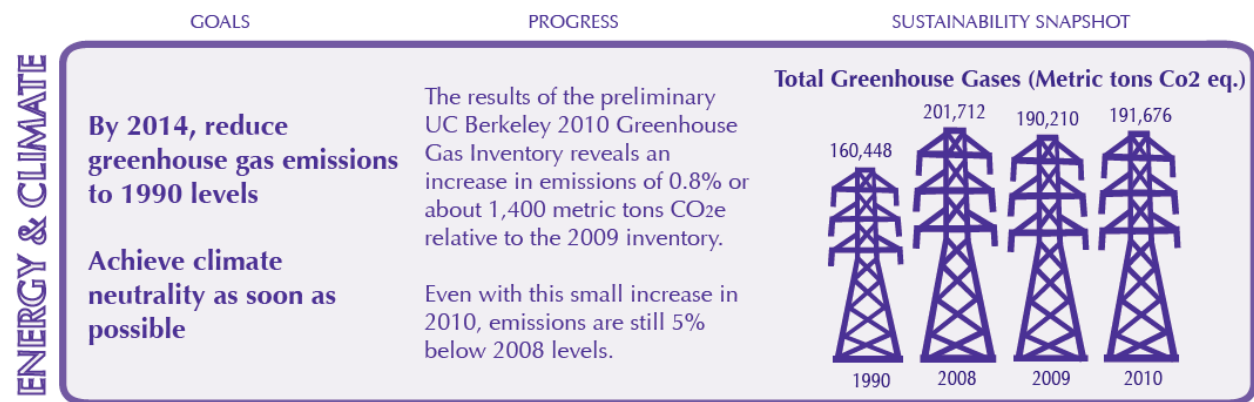 GOALS
PROGRESS
SUSTAINABILITY SNAPSHOT
ENERGY & CLIMATE
By 2014, reduce
greenhouse gas emissions
to 1990 levels
Achieve climate
neutrality as soon as
possible
The results of the preliminary
UC Berkeley 2010 Greenhouse
Gas Inventory reveals an
increase in emissions of 0.8% or
about 1,400 metric tons CO2e
relative to the 2009 inventory.
Even with this small increase in
2010, emissions are still 5%
below 2008 levels.
Total Greenhouse Gases (Metric tons Co2 eq.)
160,448
201,712
190,210
191,676
1990
2008
2009
2010